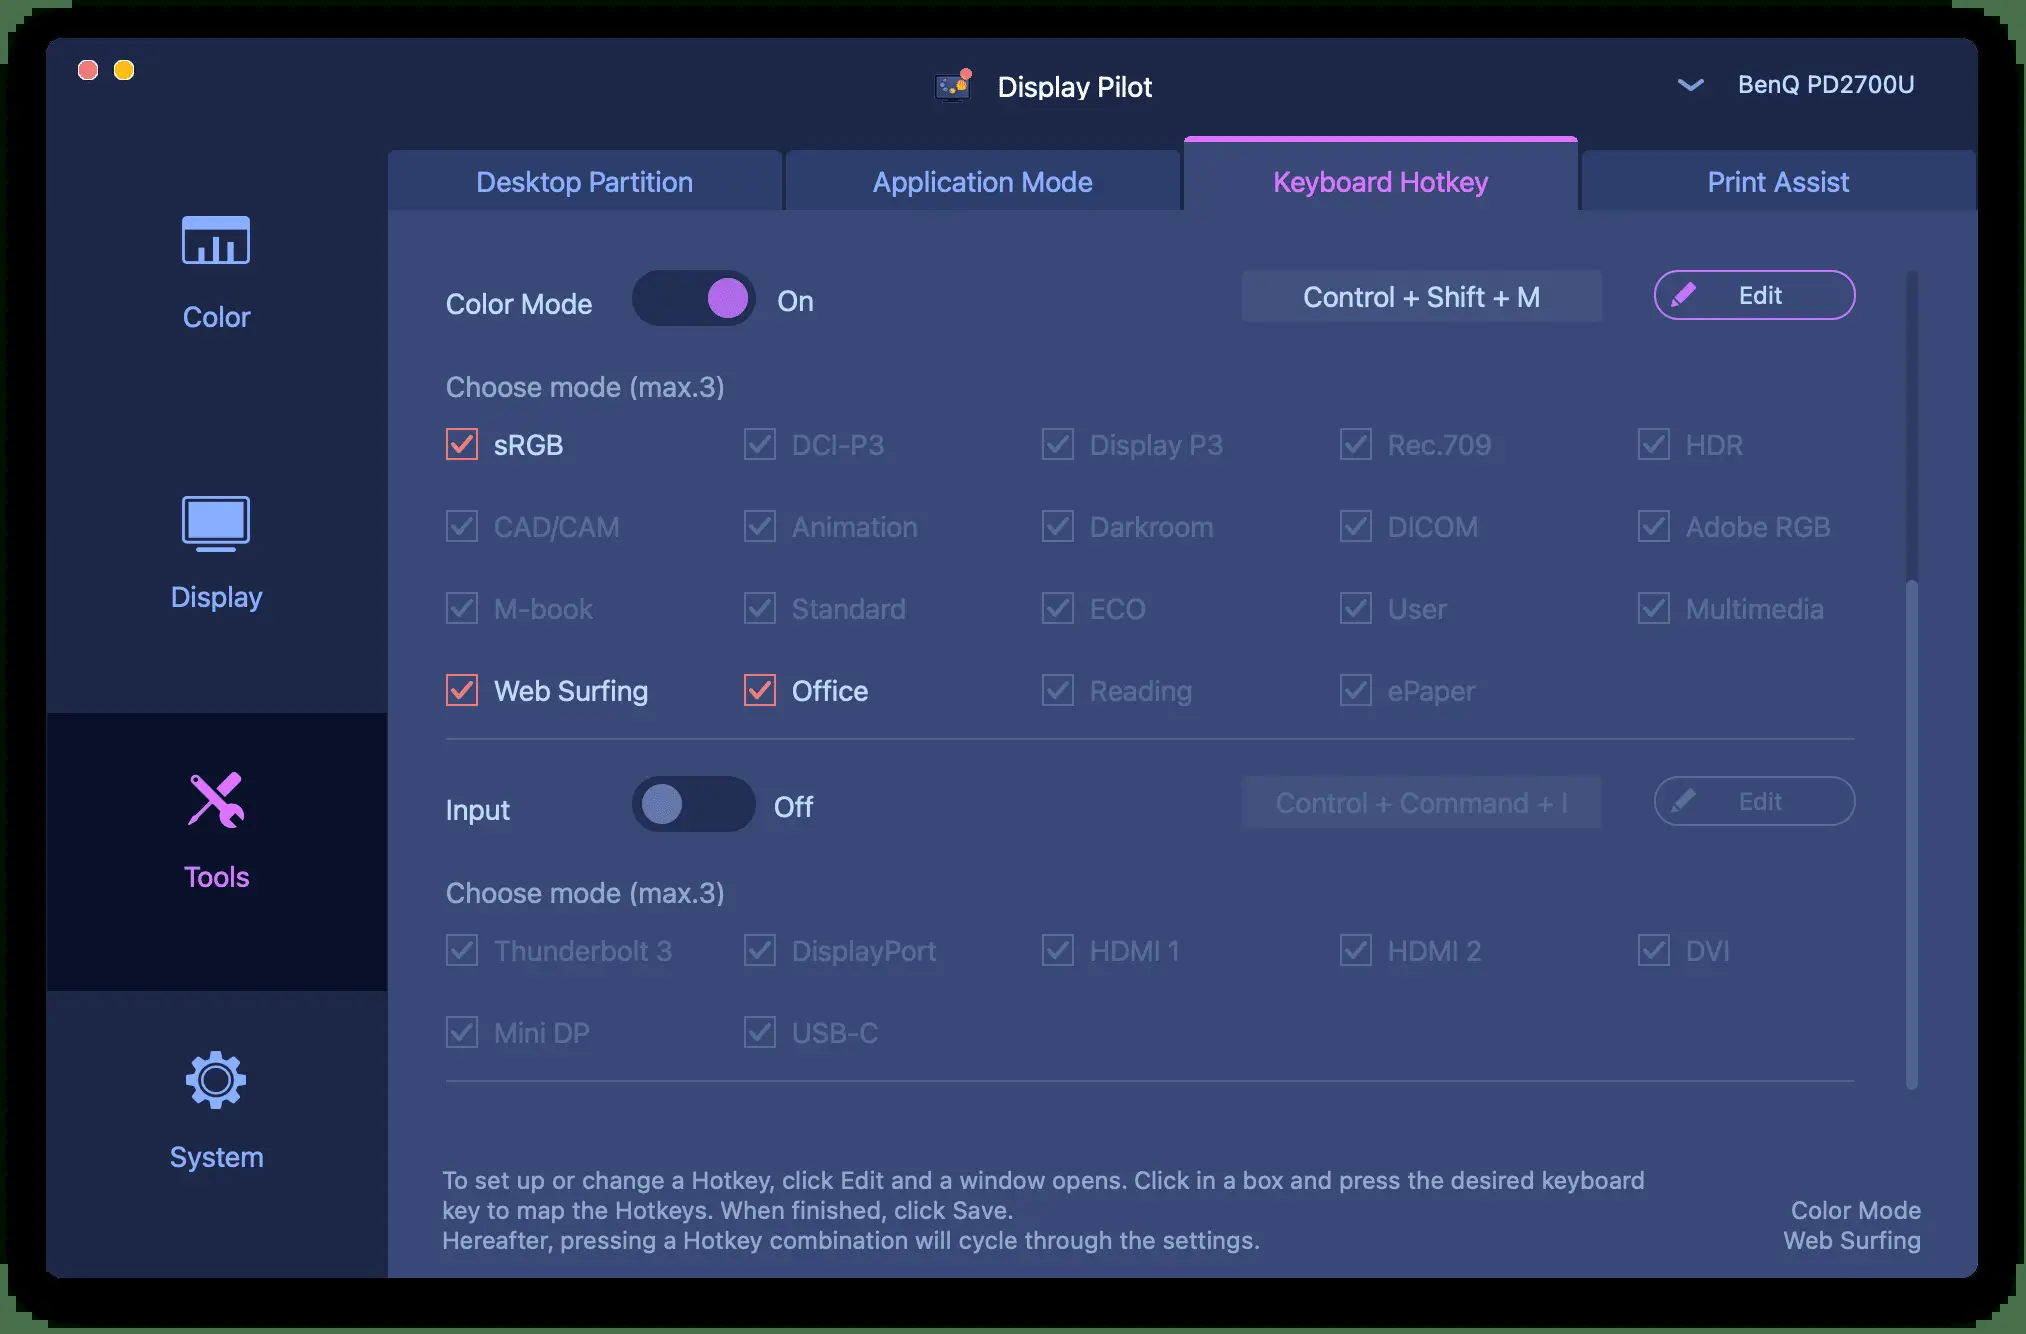 Display Pilot
BenQ PD2700U
Desktop Partition
Application Mode
Keyboard Hotkey
Print Assist
Color
Display
Tools
System
Color Mode
On
Control + Shift + M
Edit
Choose mode (max.3)
sRGB
DCI-P3
Display P3
Rec.709
HDR
CAD/CAM
Animation
Darkroom
DICOM
Adobe RGB
M-book
Standard
ECO
User
Multimedia
Web Surfing
Office
Reading
ePaper
Input
Off
Control + Command + I
Edit
Choose mode (max.3)
Thunderbolt 3
DisplayPort
HDMI 1
HDMI 2
DVI
Mini DP
USB-C
To set up or change a Hotkey, click Edit and a window opens. Click in a box and press the desired keyboard
key to map the Hotkeys. When finished, click Save.
Hereafter, pressing a Hotkey combination will cycle through the settings.
Color Mode
Web Surfing